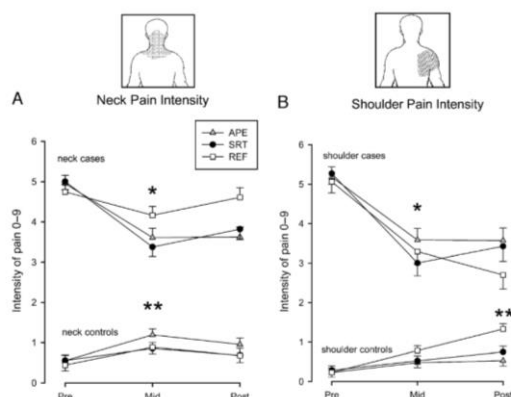 A
Neck Pain Intensity
APE
SRT
REF
neck cases
*
**
neck controls
Intensity of pain 0–9
6
5
4
3
2
1
0
Pre
Mid
Post
B
Shoulder Pain Intensity
shoulder cases
*
**
shoulder controls
Intensity of pain 0–9
6
5
4
3
2
1
0
Pre
Mid
Post